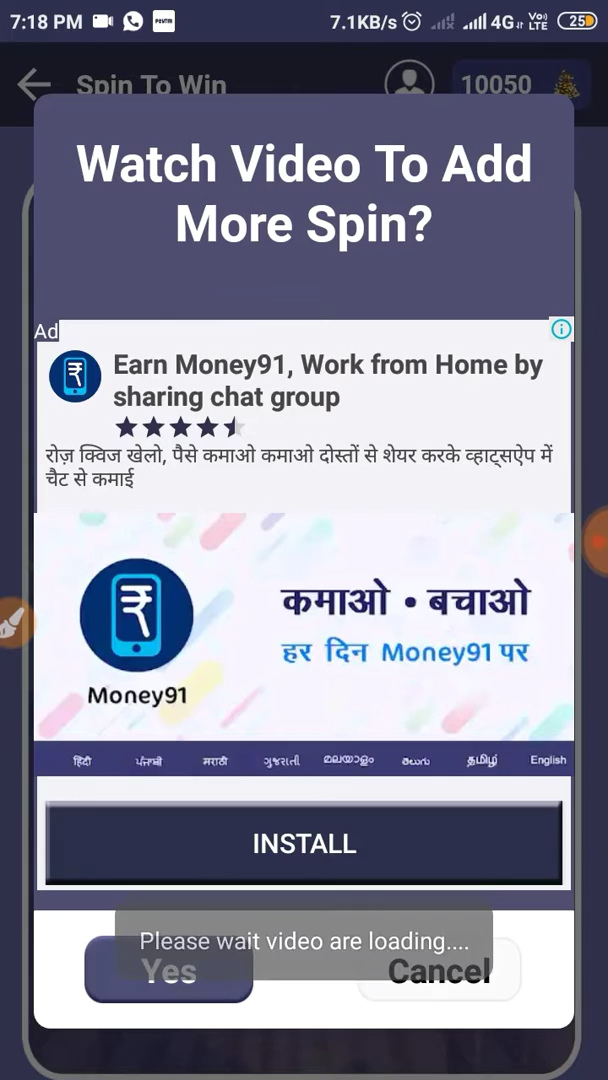 7:18 PM
PAYTM
7.1KB/s
4G
Vo))
LTE
25
Spin To Win
10050
Watch Video To Add
More Spin?
Ad
Earn Money91, Work from Home by
sharing chat group
रोज़ क्विज खेलो, पैसे कमाओ कमाओ दोस्तों से शेयर करके व्हाट्सऐप में
चैट से कमाई
कमाओ • बचाओ
हर दिन Money91 पर
Money91
हिंदी ਪੰਜਾਬੀ मराठी ગુજરાતી മലയാളം తెలుగు தமிழ் English
INSTALL
Please wait video are loading....
Yes
Cancel